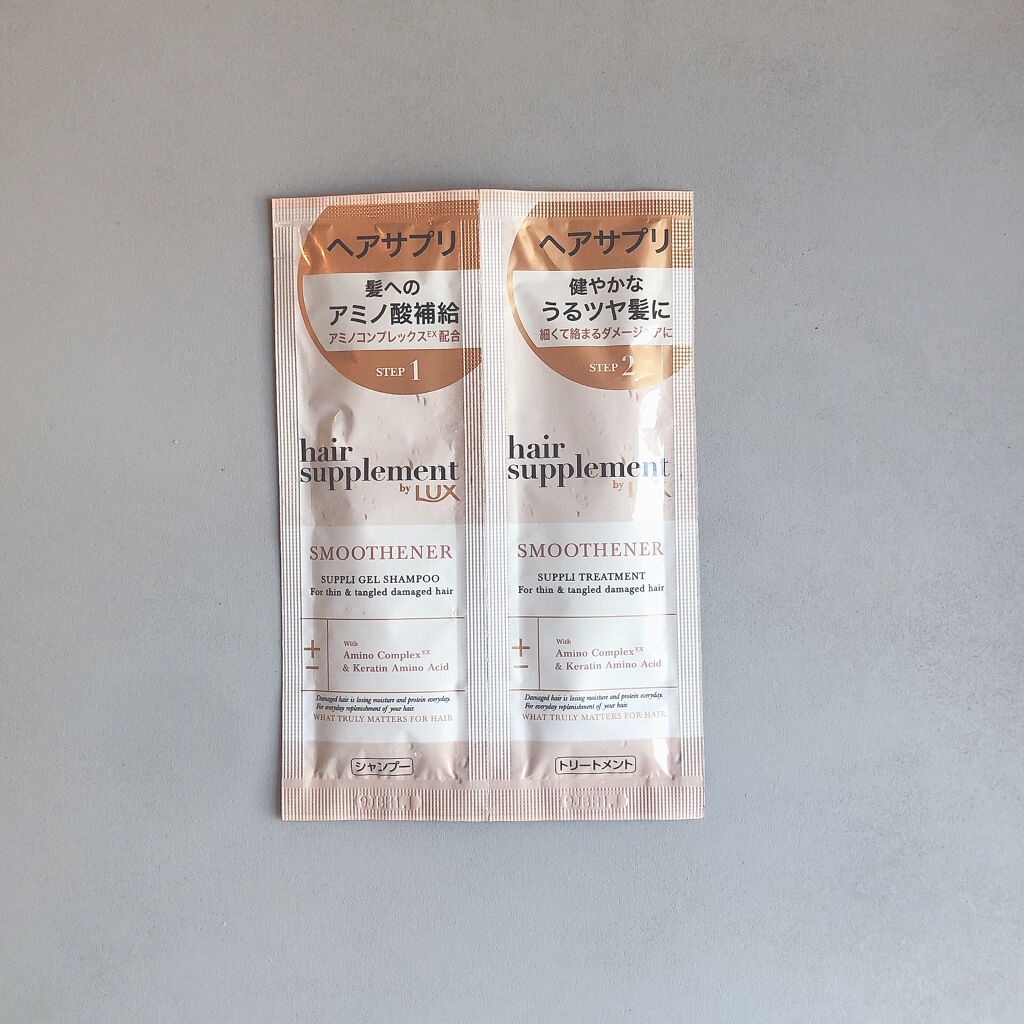 ヘアサプリ
髪への
アミノ酸補給
アミノコンプレックスEX配合
STEP 1
hair
supplement
by LUX
SMOOTHENER
SUPPLI GEL SHAMPOO
For thin & tangled damaged hair
+
−
With
Amino Complex EX
& Keratin Amino Acid
Damaged hair is losing moisture and protein everyday.
For everyday replenishment of your hair.
WHAT TRULY MATTERS FOR HAIR
シャンプー
ヘアサプリ
健やかな
うるツヤ髪に
細くて絡まるダメージヘアに
STEP 2
hair
supplement
by LUX
SMOOTHENER
SUPPLI TREATMENT
For thin & tangled damaged hair
+
−
With
Amino Complex EX
& Keratin Amino Acid
Damaged hair is losing moisture and protein everyday.
For everyday replenishment of your hair.
WHAT TRULY MATTERS FOR HAIR
トリートメント